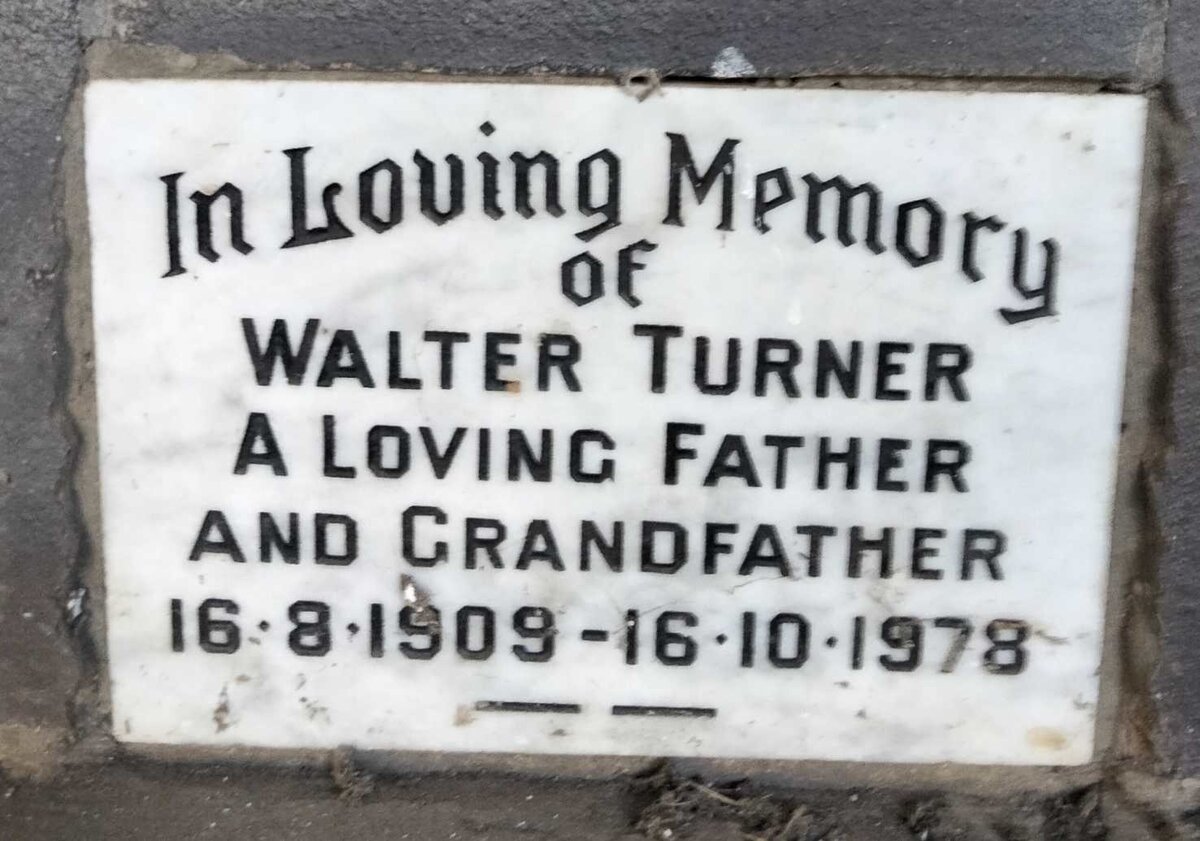 In Loving Memory
of
WALTER TURNER
A LOVING FATHER
AND GRANDFATHER
16·8·1909-16·10·1978